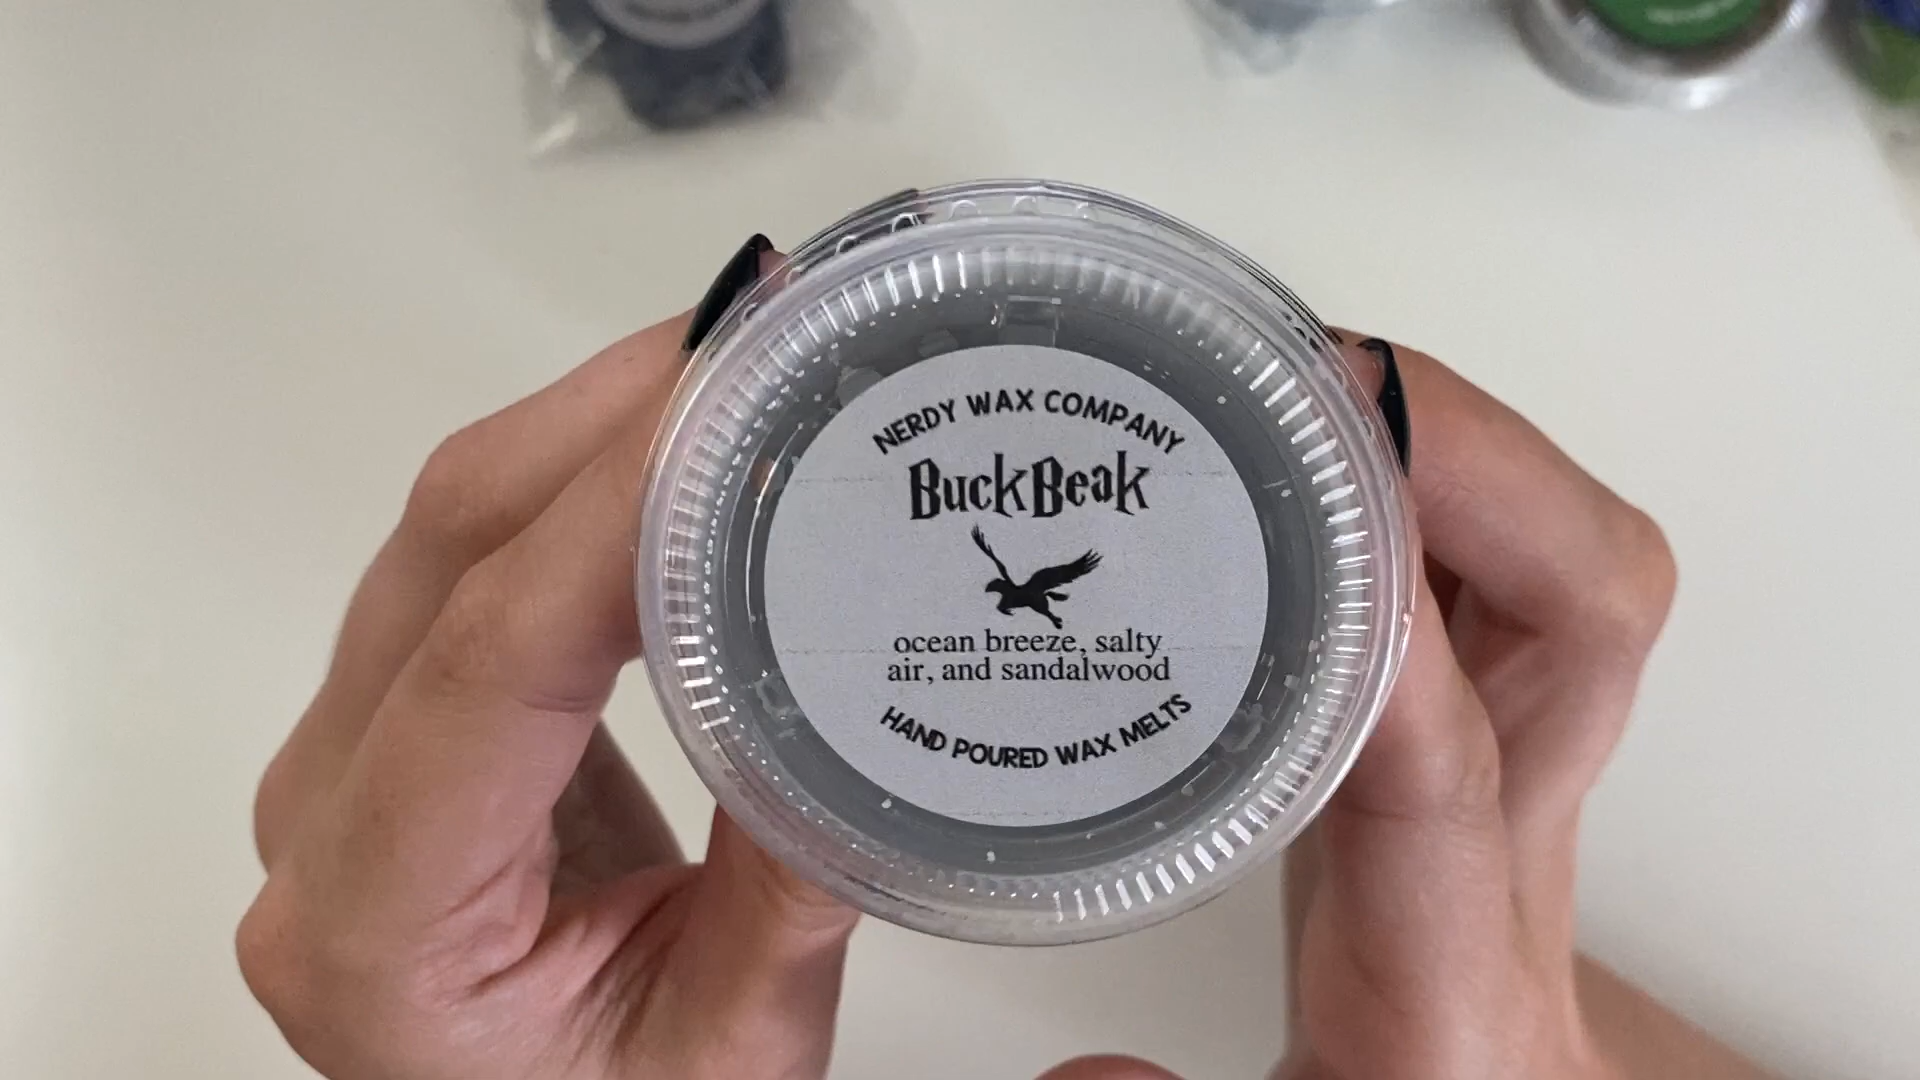 NERDY WAX COMPANY
BuckBeak
ocean breeze, salty
air, and sandalwood
HAND POURED WAX MELTS